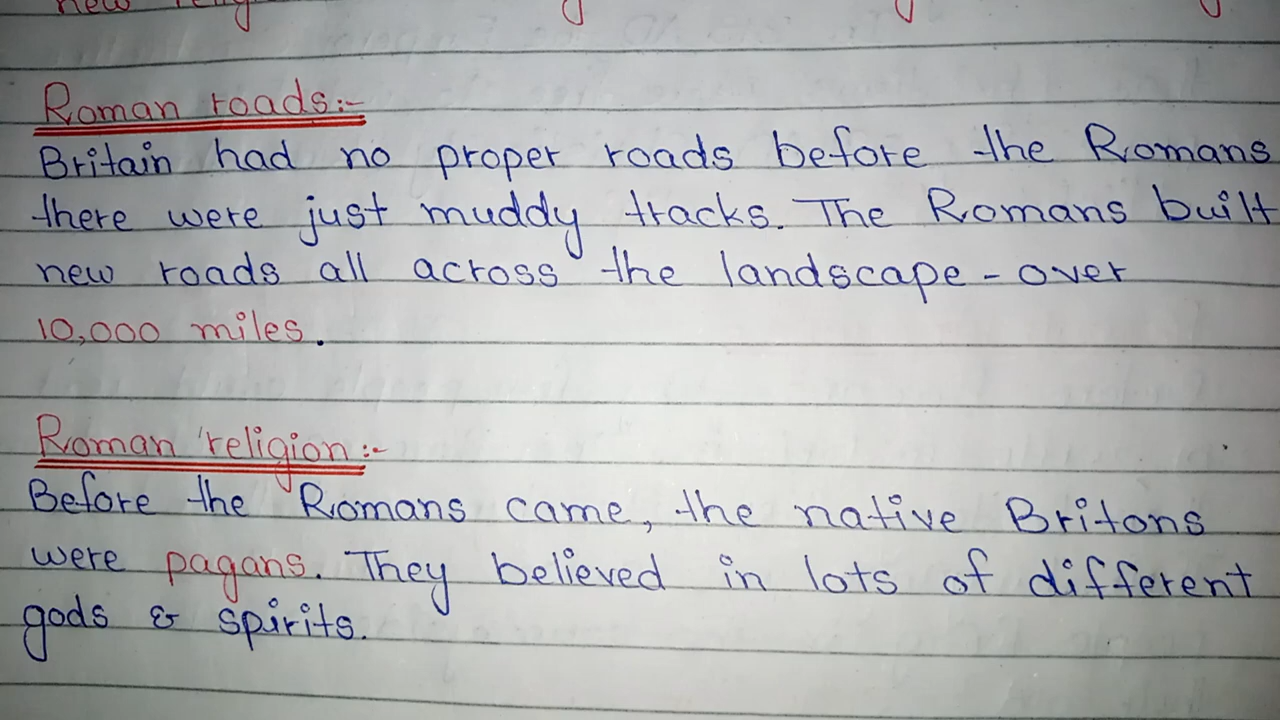 new
Roman roads:-
Britain had no proper roads before the Romans
there were just muddy tracks. The Romans built
new roads all across the landscape - over
10,000 miles.
Roman religion:-
Before the Romans came, the native Britons
were pagans. They believed in lots of different
gods & spirits.